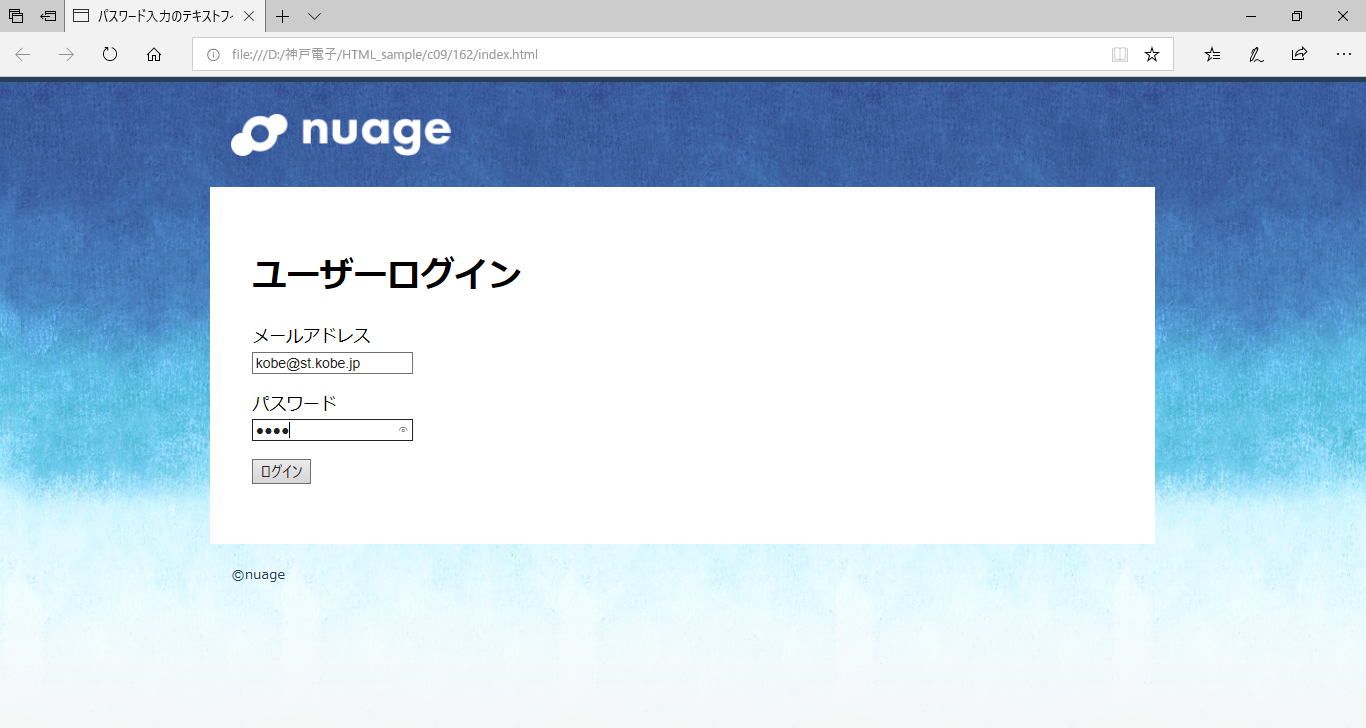 パスワード入力のテキストフィ
file:///D:/神戸電子/HTML_sample/c09/162/index.html
nuage
ユーザーログイン
メールアドレス
kobe@st.kobe.jp
パスワード
●●●●
ログイン
©nuage